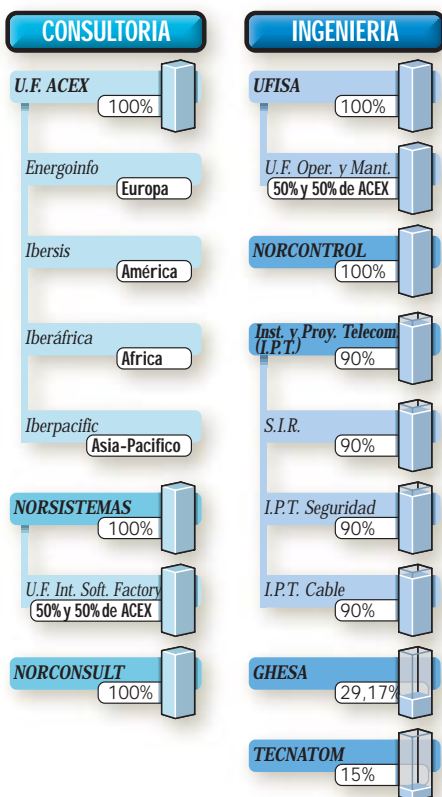 CONSULTORIA
U.F. ACEX
100%
Energoinfo
Europa
Ibersis
América
Iberáfrica
Africa
Iberpacific
Asia-Pacifico
NORSISTEMAS
100%
U.F. Int. Soft. Factory
50% y 50% de ACEX
NORCONSULT
100%
INGENIERIA
UFISA
100%
U.F. Oper. y Mant.
50% y 50% de ACEX
NORCONTROL
100%
Inst. y Proy. Telecom.
(I.P.T.)
90%
S.I.R.
90%
I.P.T. Seguridad
90%
I.P.T. Cable
90%
GHESA
29,17%
TECNATOM
15%